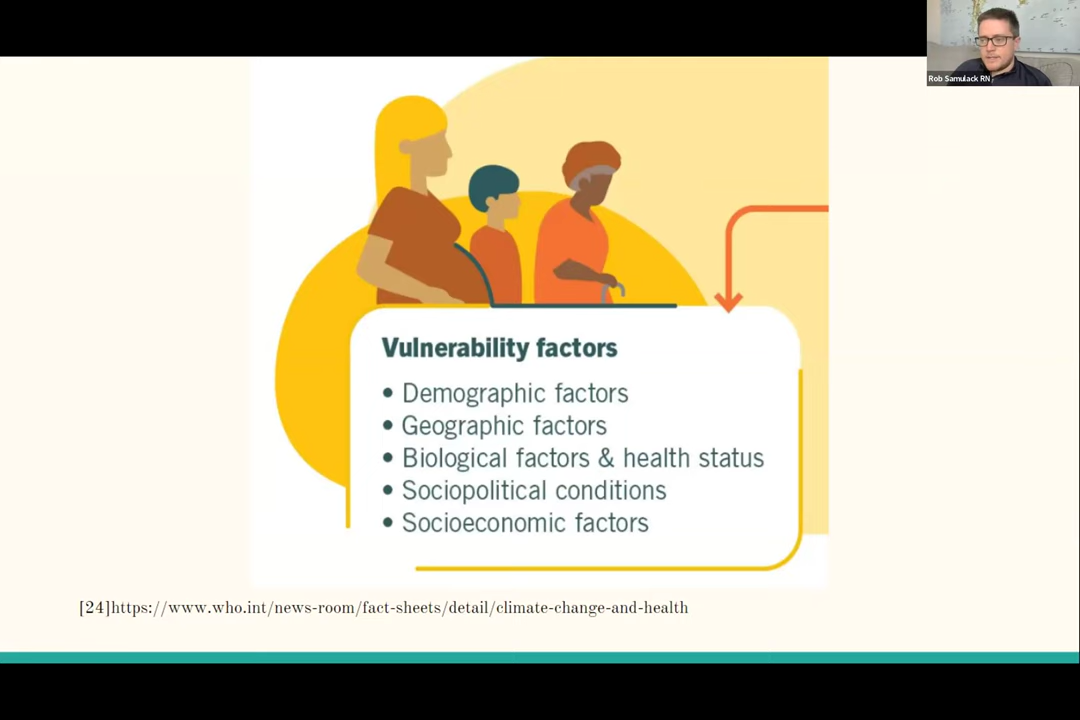 Rob Samulack RN
Vulnerability factors
• Demographic factors
• Geographic factors
• Biological factors & health status
• Sociopolitical conditions
• Socioeconomic factors
[24]https://www.who.int/news-room/fact-sheets/detail/climate-change-and-health